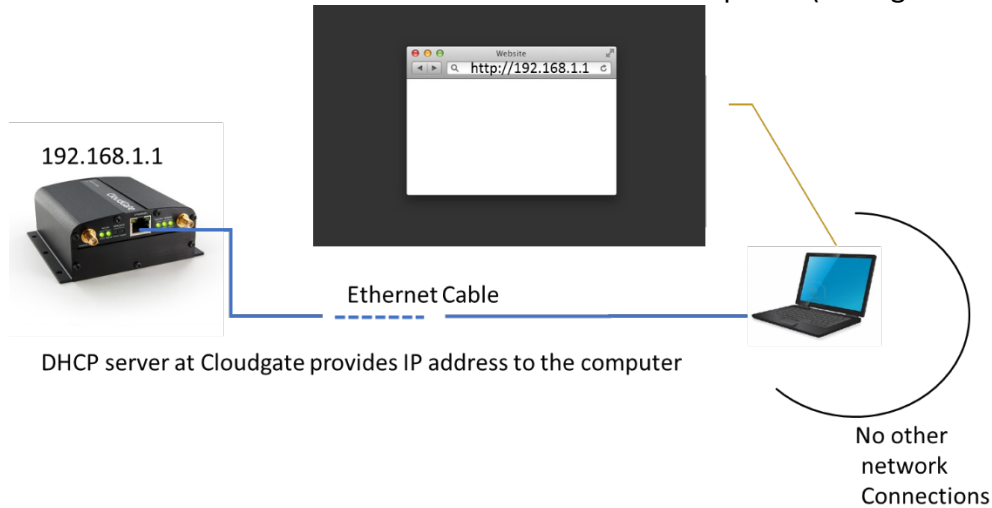 Website
http://192.168.1.1
192.168.1.1
cloudgate
Ethernet Cable
DHCP server at Cloudgate provides IP address to the computer
No other
network
Connections